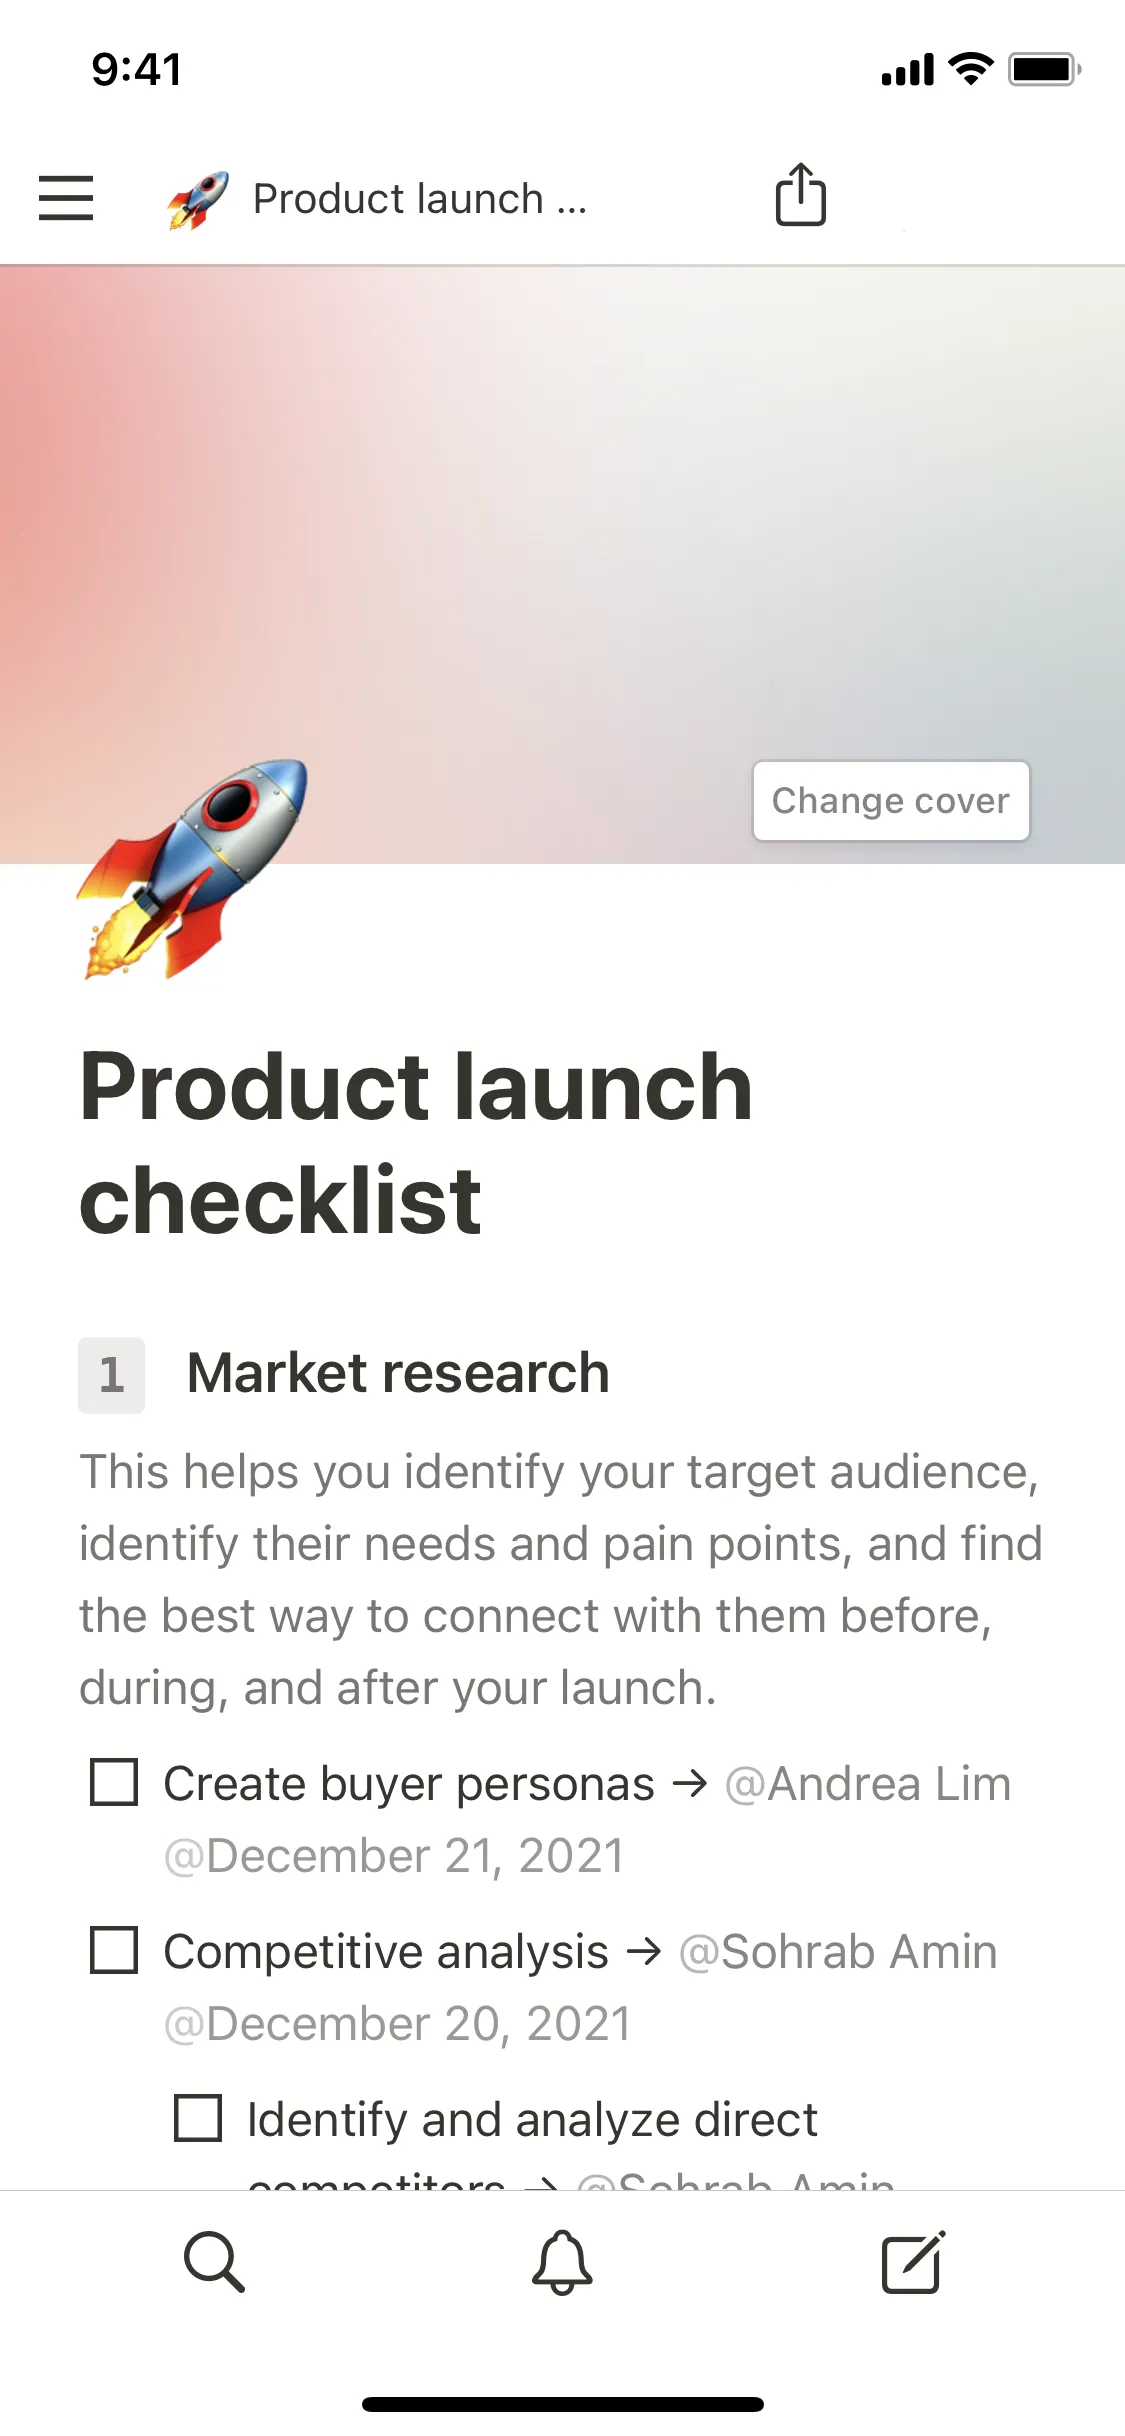 9:41
Product launch ...
Change cover
Product launch
checklist
1 Market research
This helps you identify your target audience,
identify their needs and pain points, and find
the best way to connect with them before,
during, and after your launch.
Create buyer personas → @Andrea Lim
@December 21, 2021
Competitive analysis → @Sohrab Amin
@December 20, 2021
Identify and analyze direct
competitors → @Sohrab Amin